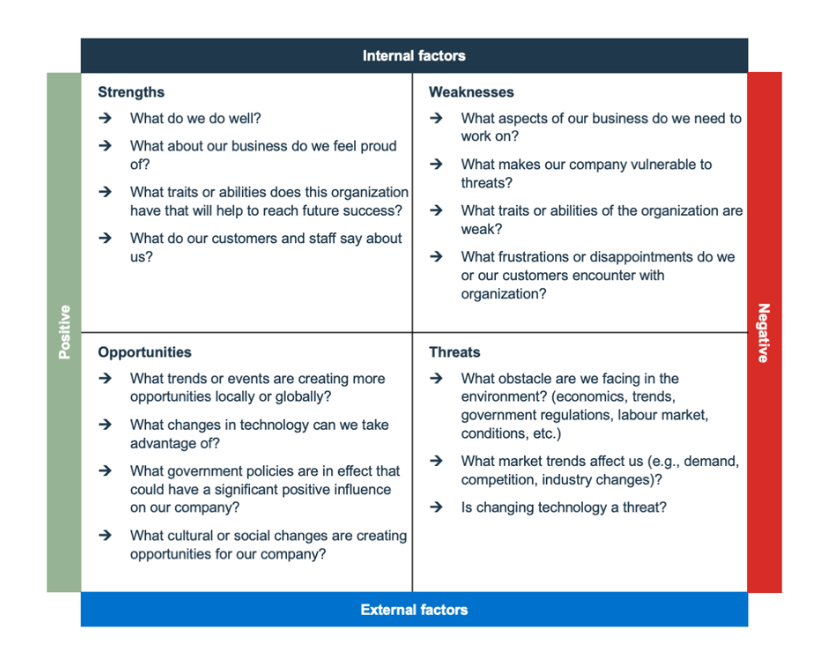 Internal factors
Positive
Negative
Strengths
→ What do we do well?
→ What about our business do we feel proud
of?
→ What traits or abilities does this organization
have that will help to reach future success?
→ What do our customers and staff say about
us?
Weaknesses
→ What aspects of our business do we need to
work on?
→ What makes our company vulnerable to
threats?
→ What traits or abilities of the organization are
weak?
→ What frustrations or disappointments do we
or our customers encounter with
organization?
Opportunities
→ What trends or events are creating more
opportunities locally or globally?
→ What changes in technology can we take
advantage of?
→ What government policies are in effect that
could have a significant positive influence
on our company?
→ What cultural or social changes are creating
opportunities for our company?
Threats
→ What obstacle are we facing in the
environment? (economics, trends,
government regulations, labour market,
conditions, etc.)
→ What market trends affect us (e.g., demand,
competition, industry changes)?
→ Is changing technology a threat?
External factors